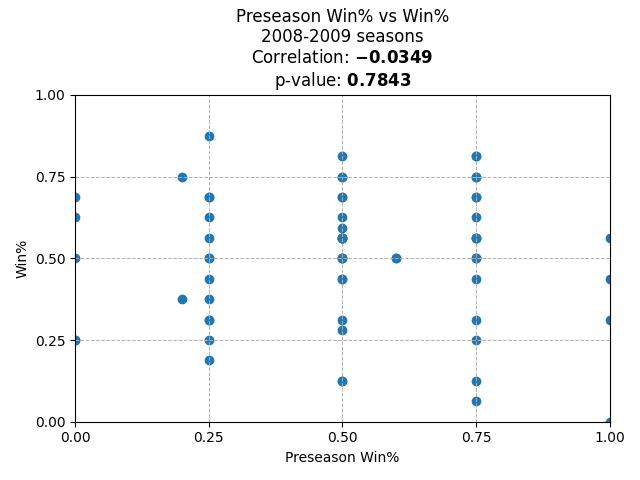 Preseason Win% vs Win%
2008-2009 seasons
Correlation: −0.0349
p-value: 0.7843
1.00
0.75
0.50
0.25
0.00
Win%
0.00 0.25 0.50 0.75 1.00
Preseason Win%